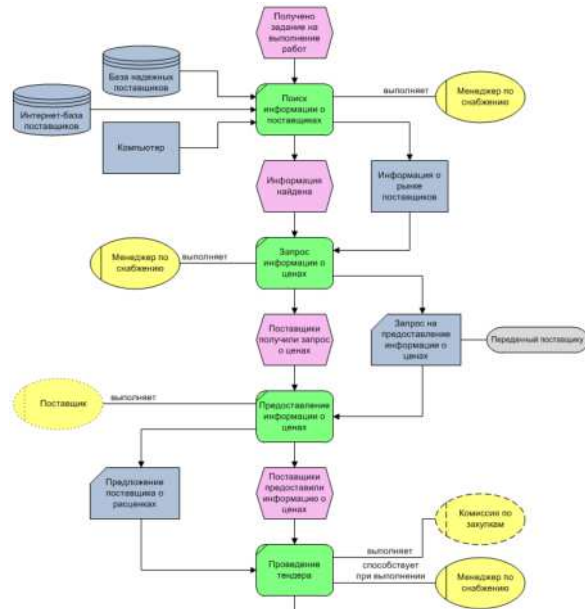 Получено
задание на
выполнение
работ
База надежных
поставщиков
Интернет-база
поставщиков
Компьютер
Поиск
информации о
поставщиках
выполняет
Менеджер по
снабжению
Информация
найдена
Информация о
рынке
поставщиков
Менеджер по
снабжению
выполняет
Запрос
информации о
ценах
Поставщики
получили запрос
о ценах
Запрос на
предоставление
информации о
ценах
Переданный поставщику
Поставщик
выполняет
Предоставление
информации о
ценах
Предложение
поставщика о
расценках
Поставщики
предоставили
информацию о
ценах
Комиссия по
закупкам
выполняет
Проведение
тендера
способствует
при выполнении
Менеджер по
снабжению